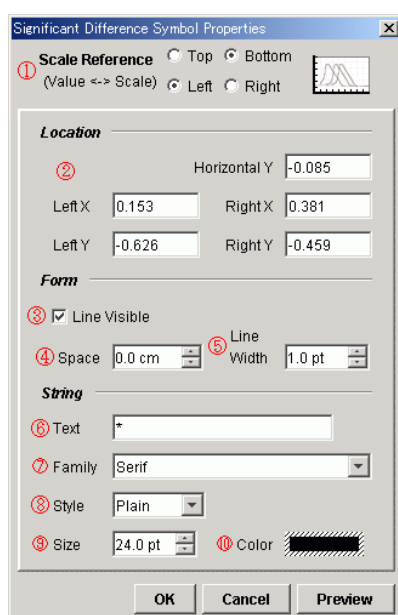 Significant Difference Symbol Properties
① Scale Reference Top Bottom
(Value <-> Scale) Left Right
Location
② Horizontal Y -0.085
Left X 0.153 Right X 0.381
Left Y -0.626 Right Y -0.459
Form
③ Line Visible
④ Space 0.0 cm ⑤ Line Width 1.0 pt
String
⑥ Text *
⑦ Family Serif
⑧ Style Plain
⑨ Size 24.0 pt ⑩ Color
OK Cancel Preview